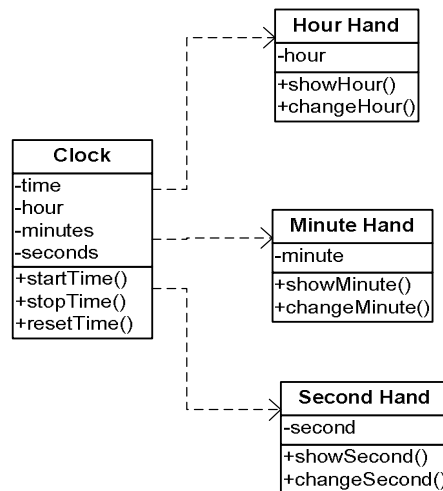 Hour Hand
-hour
+showHour()
+changeHour()
Clock
-time
-hour
-minutes
-seconds
+startTime()
+stopTime()
+resetTime()
Minute Hand
-minute
+showMinute()
+changeMinute()
Second Hand
-second
+showSecond()
+changeSecond()